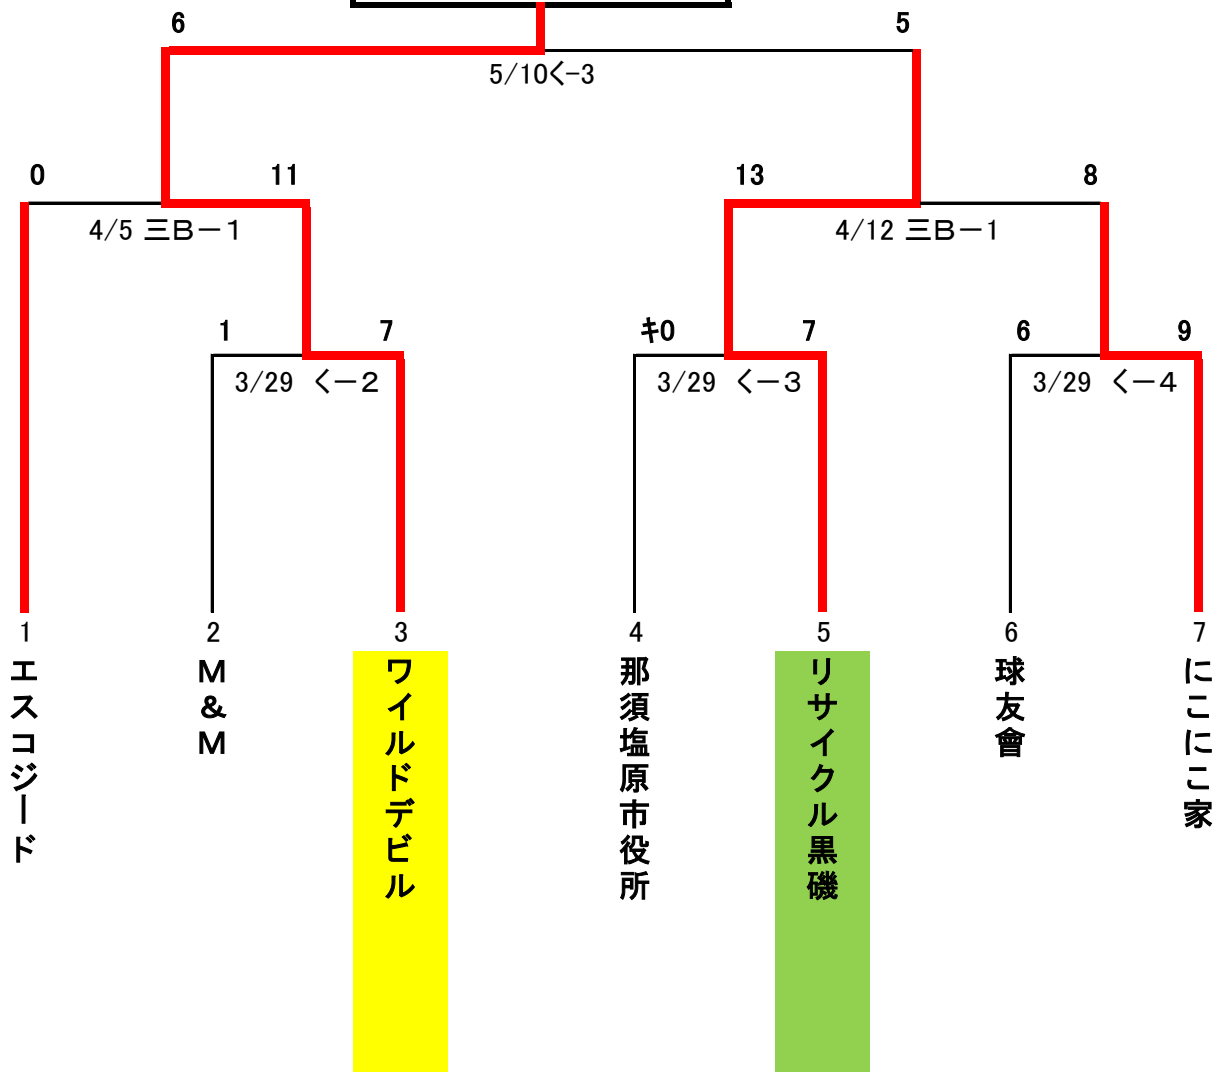 6 5
5/10く-3
0 11 13 8
4/5 三B－1 4/12 三B－1
1 7 キ0 7 6 9
3/29 く－2 3/29 く－3 3/29 く－4
1 2 3 4 5 6 7
エスコジード
M&M
ワイルドデビル
那須塩原市役所
リサイクル黒磯
球友會
にこにこ家